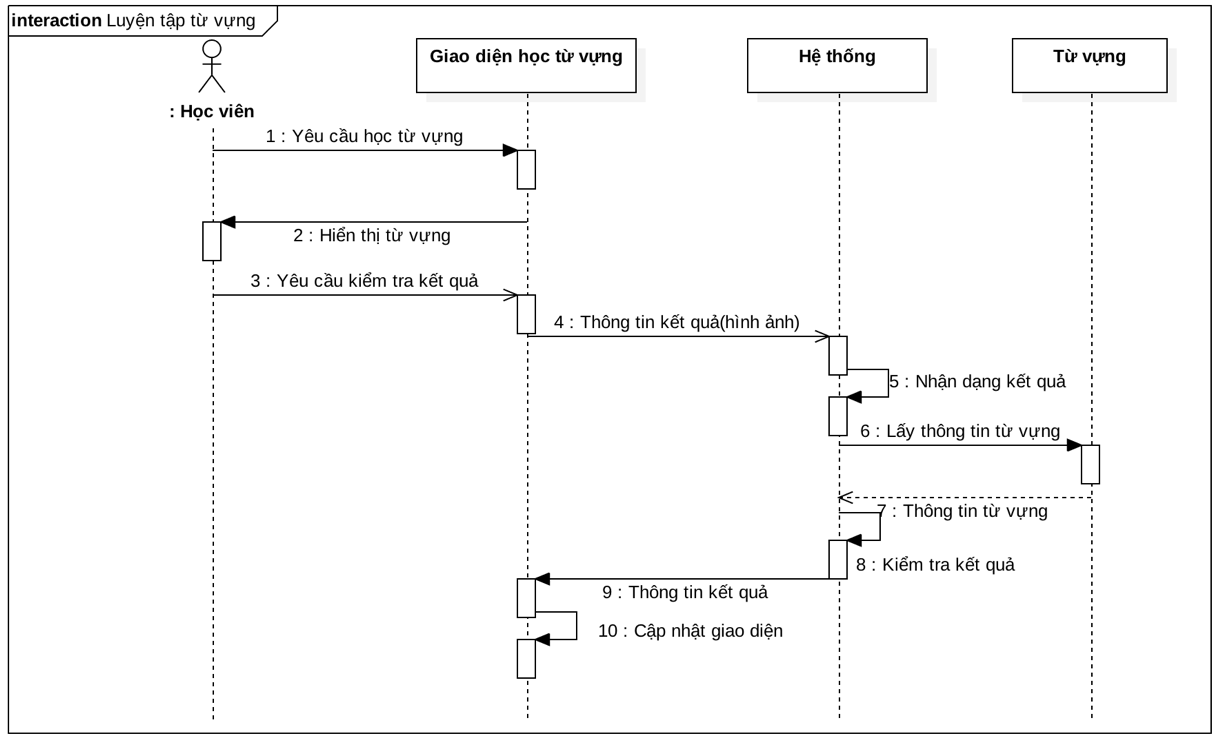 interaction Luyện tập từ vựng
Giao diện học từ vựng
Hệ thống
Từ vựng
: Học viên
1 : Yêu cầu học từ vựng
2 : Hiển thị từ vựng
3 : Yêu cầu kiểm tra kết quả
4 : Thông tin kết quả(hình ảnh)
5 : Nhận dạng kết quả
6 : Lấy thông tin từ vựng
7 : Thông tin từ vựng
8 : Kiểm tra kết quả
9 : Thông tin kết quả
10 : Cập nhật giao diện